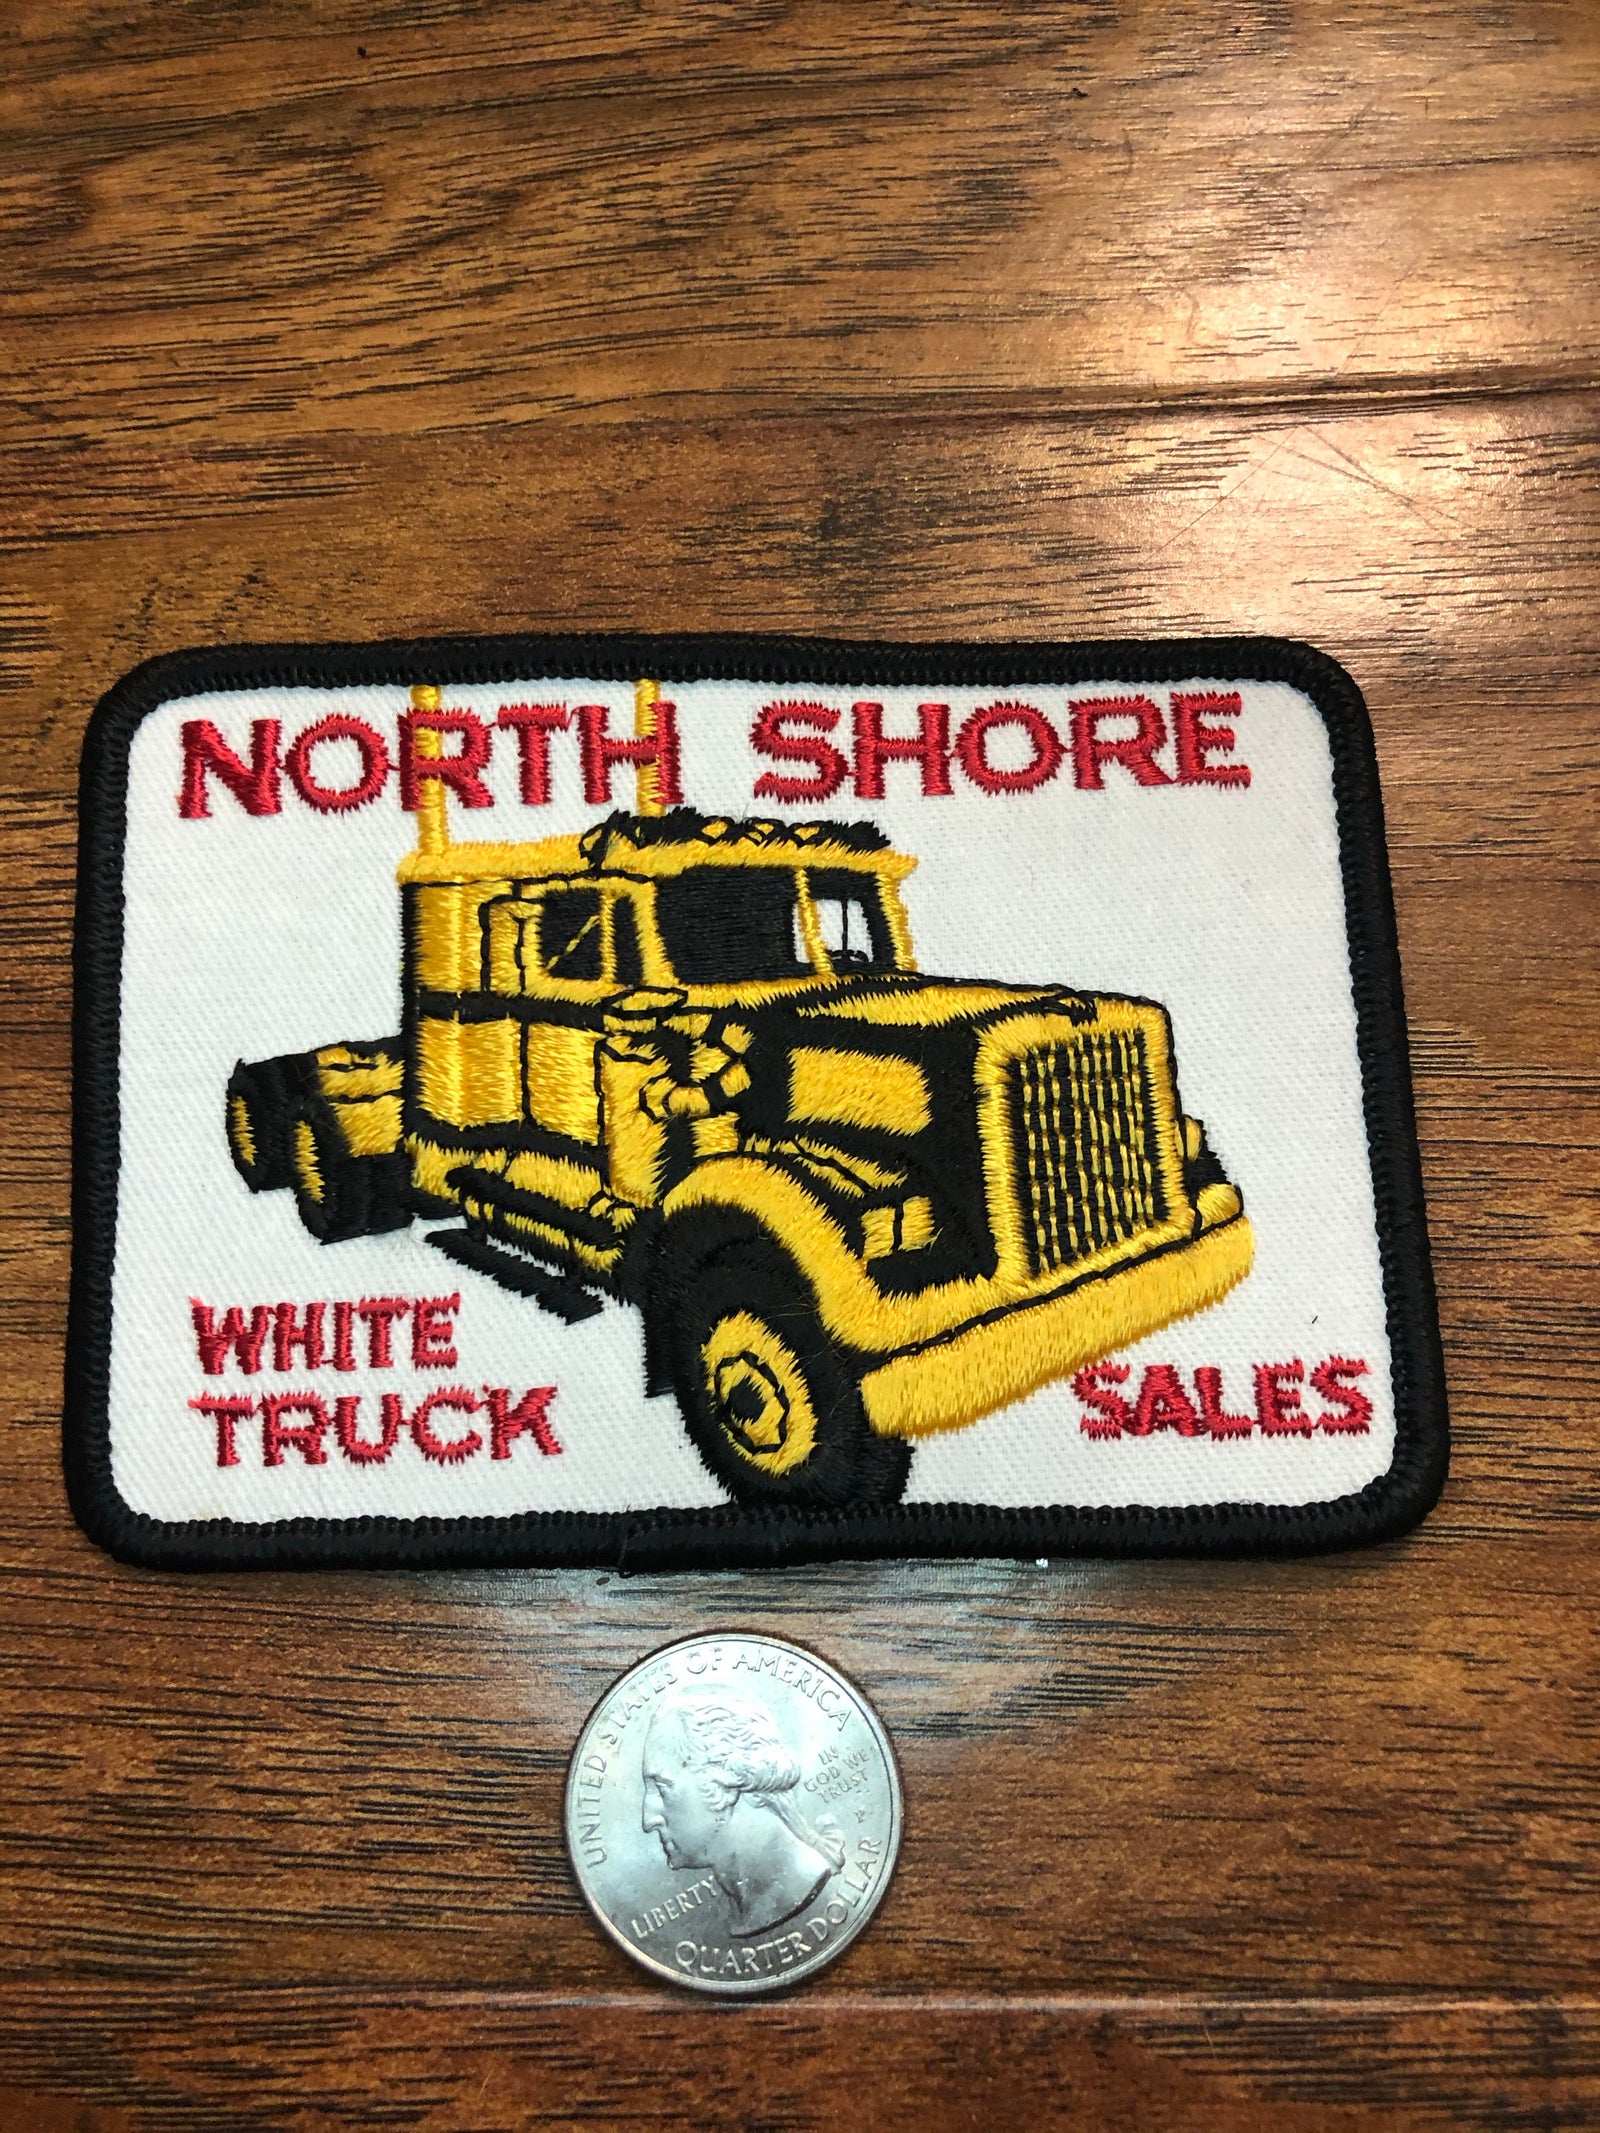 NORTH SHORE
WHITE
TRUCK
SALES
UNITED STATES OF AMERICA
IN
GOD WE
TRUST
P
LIBERTY
QUARTER DOLLAR